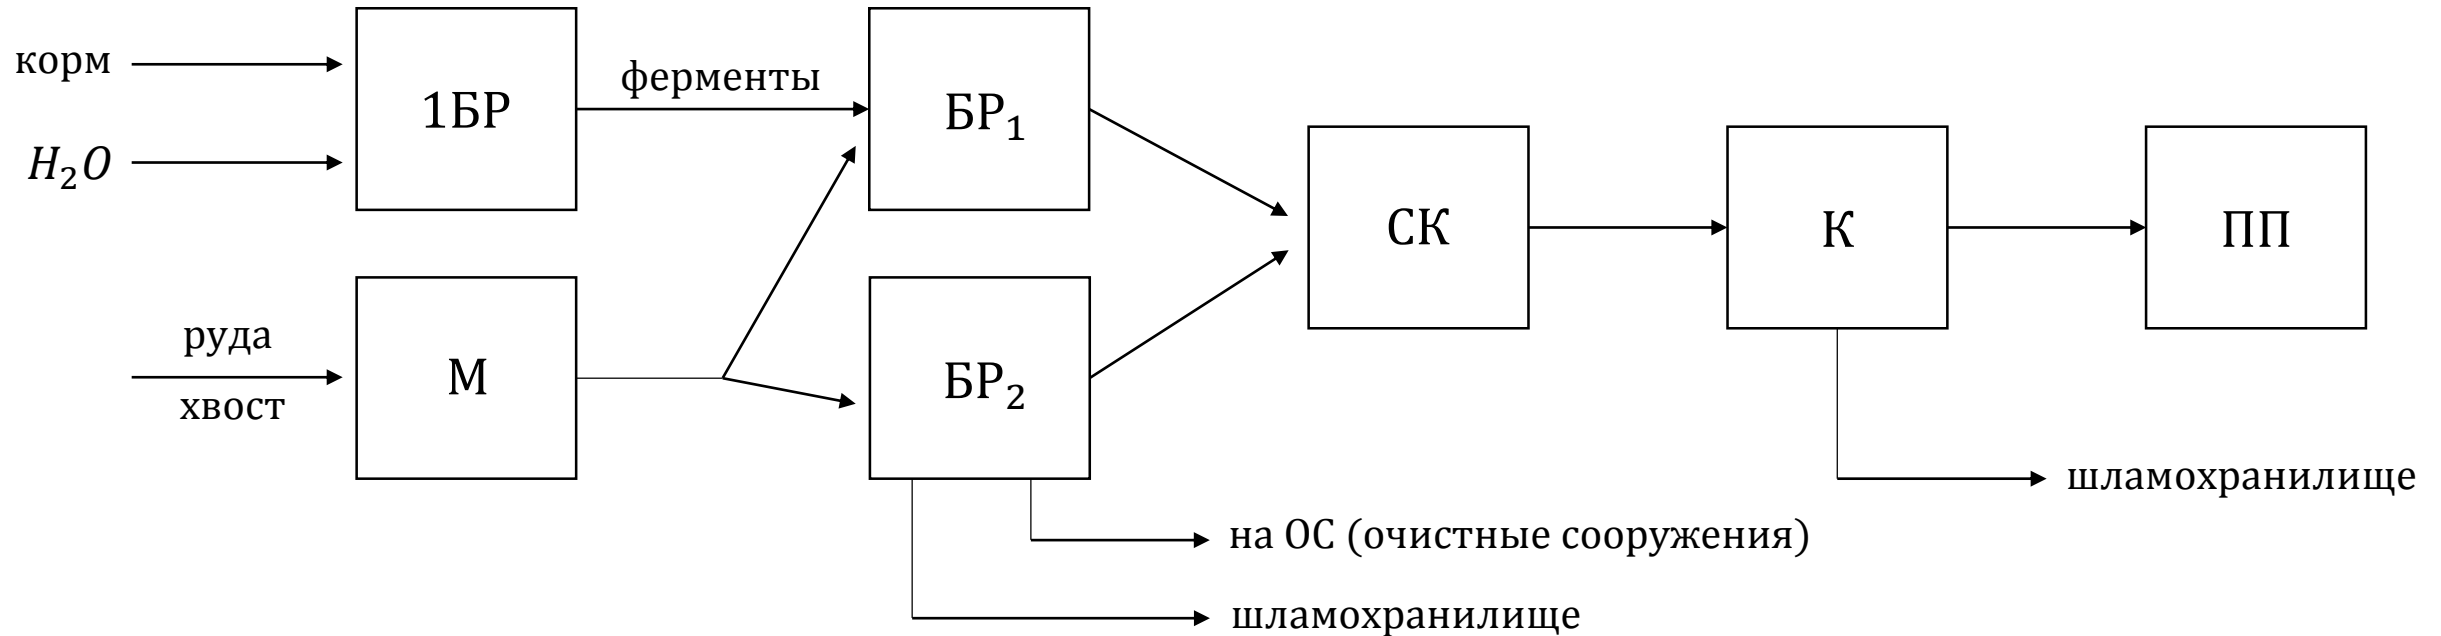 корм
H₂O
1БР
ферменты
БР₁
руда
хвост
М
БР₂
СК
К
ПП
шламохранилище
на ОС (очистные сооружения)
шламохранилище